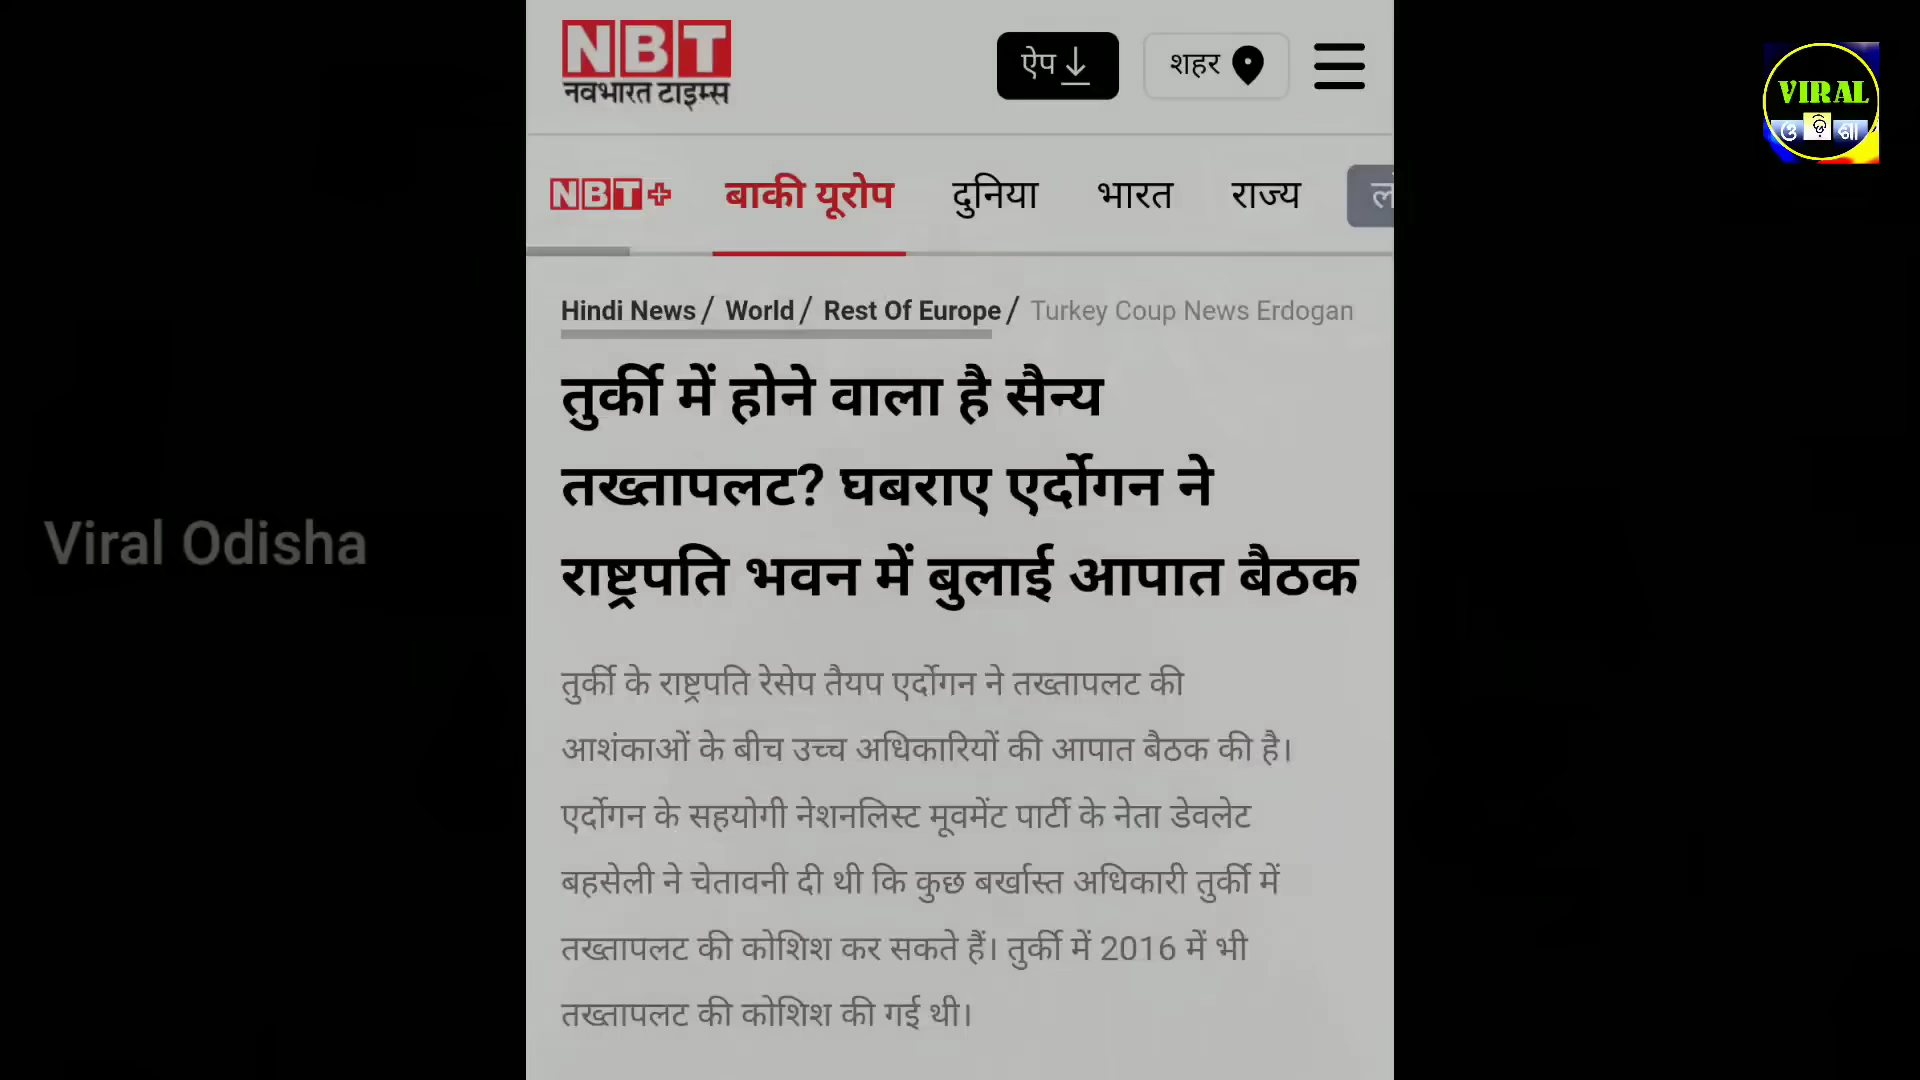 NBT
नवभारत टाइम्स
ऐप
शहर
VIRAL
ଓଡ଼ିଶା
NBT+ बाकी यूरोप दुनिया भारत राज्य
Hindi News / World / Rest Of Europe / Turkey Coup News Erdogan
तुर्की में होने वाला है सैन्य
तख्तापलट? घबराए एर्दोगन ने
राष्ट्रपति भवन में बुलाई आपात बैठक
Viral Odisha
तुर्की के राष्ट्रपति रेसेप तैयप एर्दोगन ने तख्तापलट की
आशंकाओं के बीच उच्च अधिकारियों की आपात बैठक की है।
एर्दोगन के सहयोगी नेशनलिस्ट मूवमेंट पार्टी के नेता डेवलेट
बहसेली ने चेतावनी दी थी कि कुछ बर्खास्त अधिकारी तुर्की में
तख्तापलट की कोशिश कर सकते हैं। तुर्की में 2016 में भी
तख्तापलट की कोशिश की गई थी।